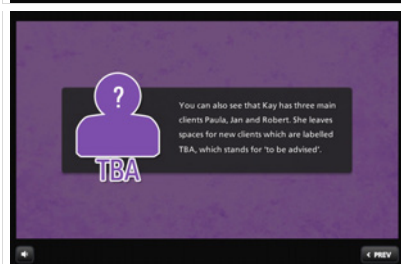 ?
TBA
You can also see that Kay has three main
clients Paula, Jan and Robert. She leaves
spaces for new clients which are labelled
TBA, which stands for 'to be advised'.
PREV